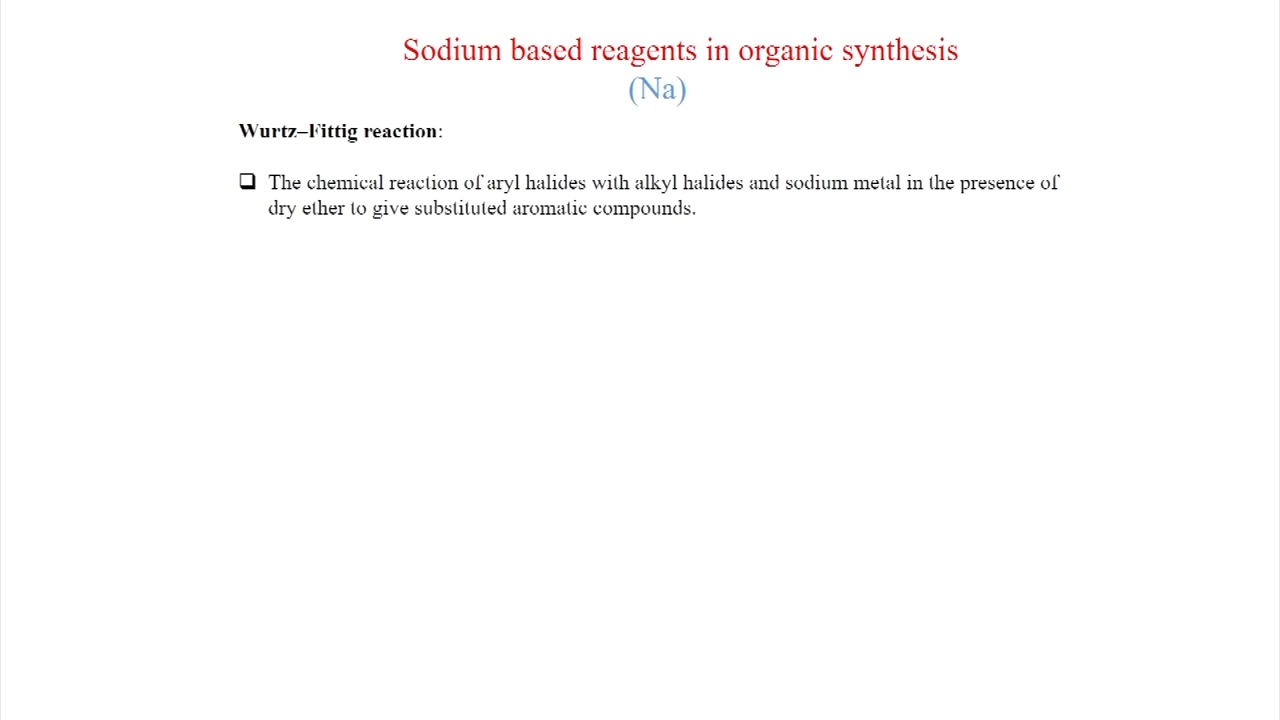 Sodium based reagents in organic synthesis
(Na)
Wurtz–Fittig reaction:
❑ The chemical reaction of aryl halides with alkyl halides and sodium metal in the presence of
dry ether to give substituted aromatic compounds.